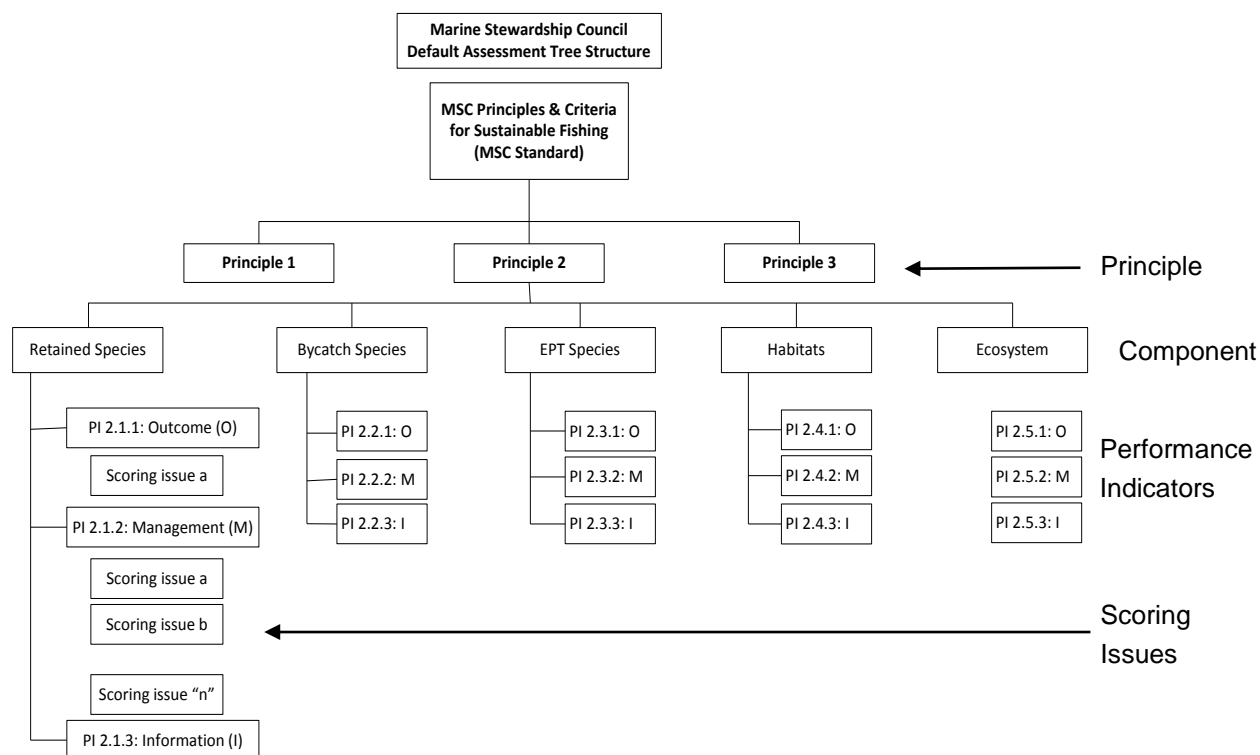 Marine Stewardship Council
Default Assessment Tree Structure
MSC Principles & Criteria
for Sustainable Fishing
(MSC Standard)
Principle 1
Principle 2
Principle 3
Principle
Retained Species
Bycatch Species
EPT Species
Habitats
Ecosystem
Component
PI 2.1.1: Outcome (O)
Scoring issue a
PI 2.1.2: Management (M)
Scoring issue a
Scoring issue b
Scoring issue “n”
PI 2.1.3: Information (I)
PI 2.2.1: O
PI 2.2.2: M
PI 2.2.3: I
PI 2.3.1: O
PI 2.3.2: M
PI 2.3.3: I
PI 2.4.1: O
PI 2.4.2: M
PI 2.4.3: I
PI 2.5.1: O
PI 2.5.2: M
PI 2.5.3: I
Performance
Indicators
Scoring
Issues